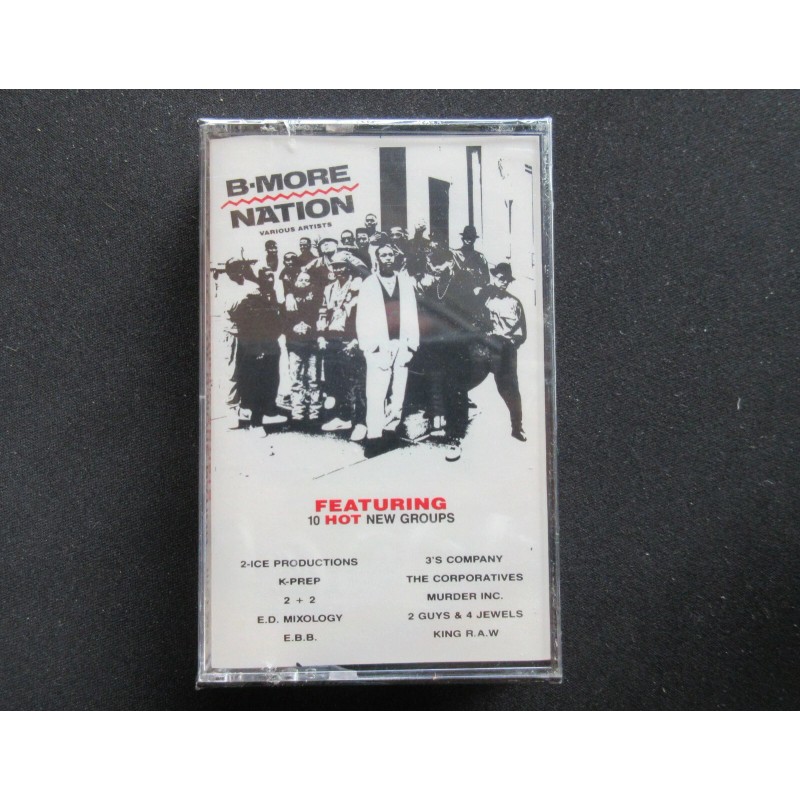 B·MORE
NATION
VARIOUS ARTISTS
FEATURING
10 HOT NEW GROUPS
2-ICE PRODUCTIONS
K-PREP
2 + 2
E.D. MIXOLOGY
E.B.B.
3'S COMPANY
THE CORPORATIVES
MURDER INC.
2 GUYS & 4 JEWELS
KING R.A.W